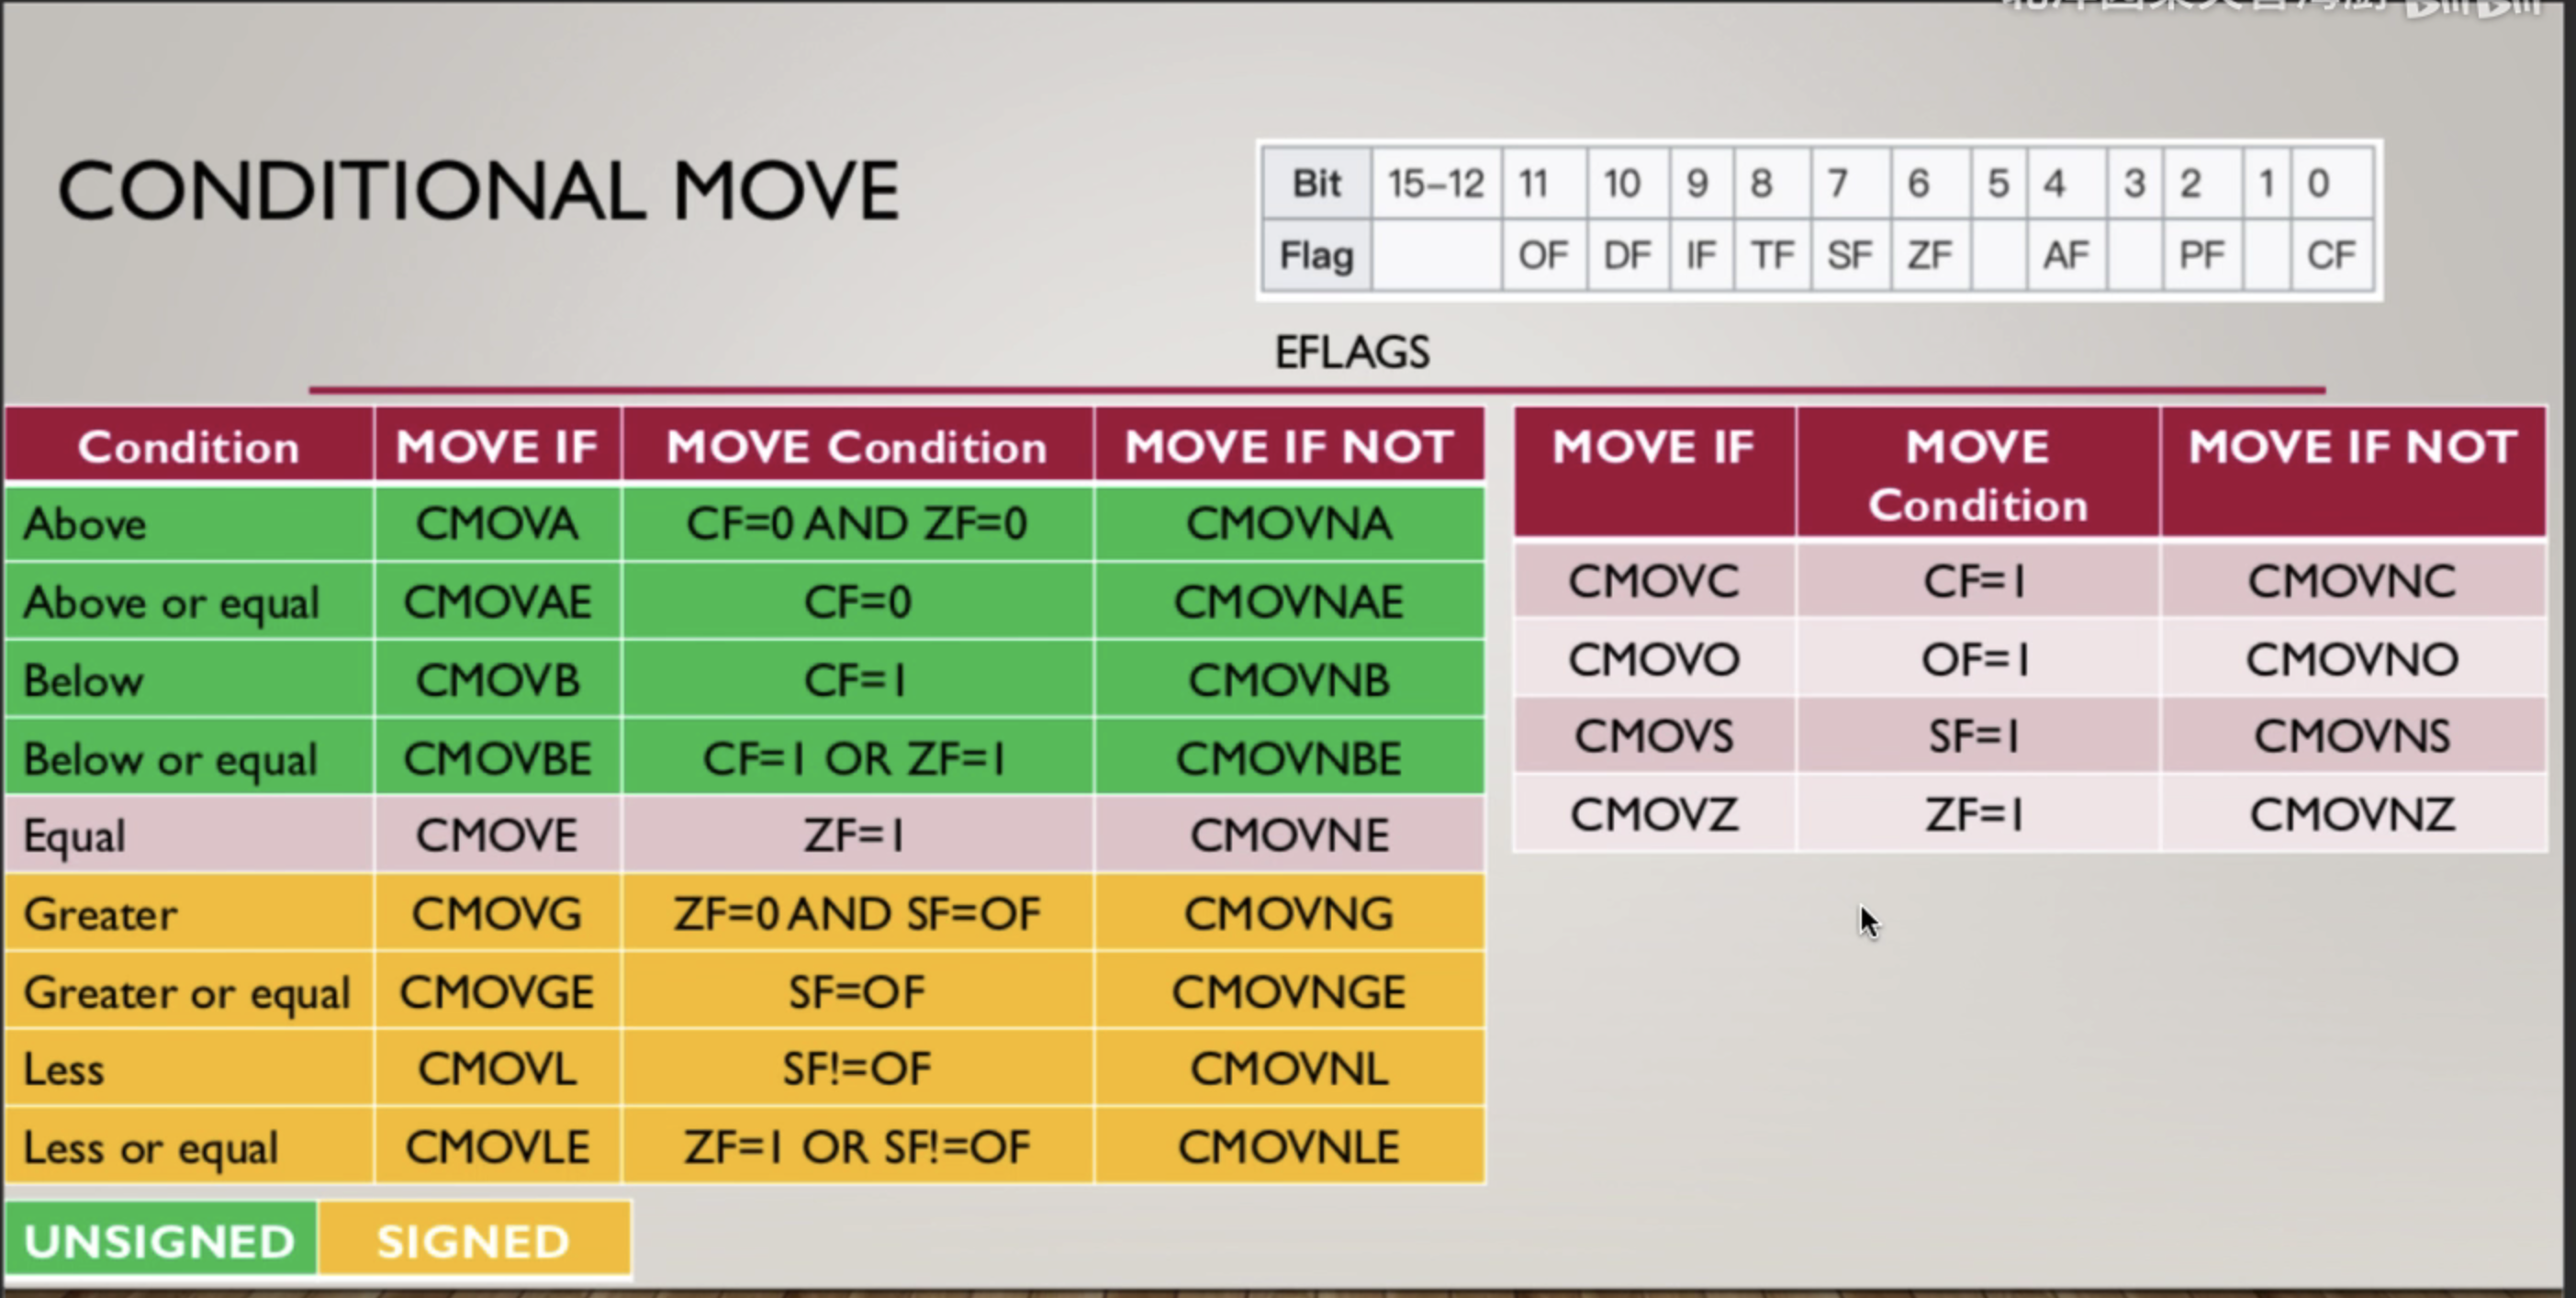 CONDITIONAL MOVE
Bit 15–12 11 10 9 8 7 6 5 4 3 2 1 0
Flag OF DF IF TF SF ZF AF PF CF
EFLAGS
Condition MOVE IF MOVE Condition MOVE IF NOT
Above CMOVA CF=0 AND ZF=0 CMOVNA
Above or equal CMOVAE CF=0 CMOVNAE
Below CMOVB CF=1 CMOVNB
Below or equal CMOVBE CF=1 OR ZF=1 CMOVNBE
Equal CMOVE ZF=1 CMOVNE
Greater CMOVG ZF=0 AND SF=OF CMOVNG
Greater or equal CMOVGE SF=OF CMOVNGE
Less CMOVL SF!=OF CMOVNL
Less or equal CMOVLE ZF=1 OR SF!=OF CMOVNLE
UNSIGNED SIGNED
MOVE IF MOVE Condition MOVE IF NOT
CMOVC CF=1 CMOVNC
CMOVO OF=1 CMOVNO
CMOVS SF=1 CMOVNS
CMOVZ ZF=1 CMOVNZ